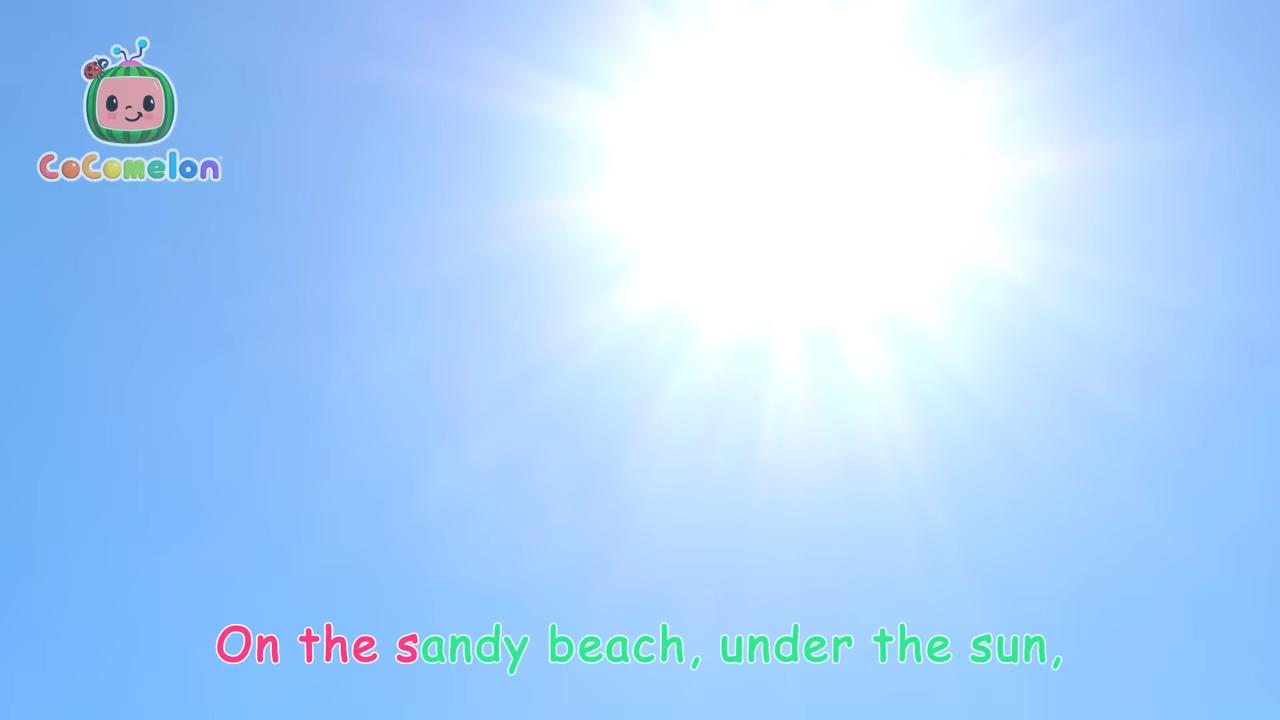 CoComelon
On the sandy beach, under the sun,